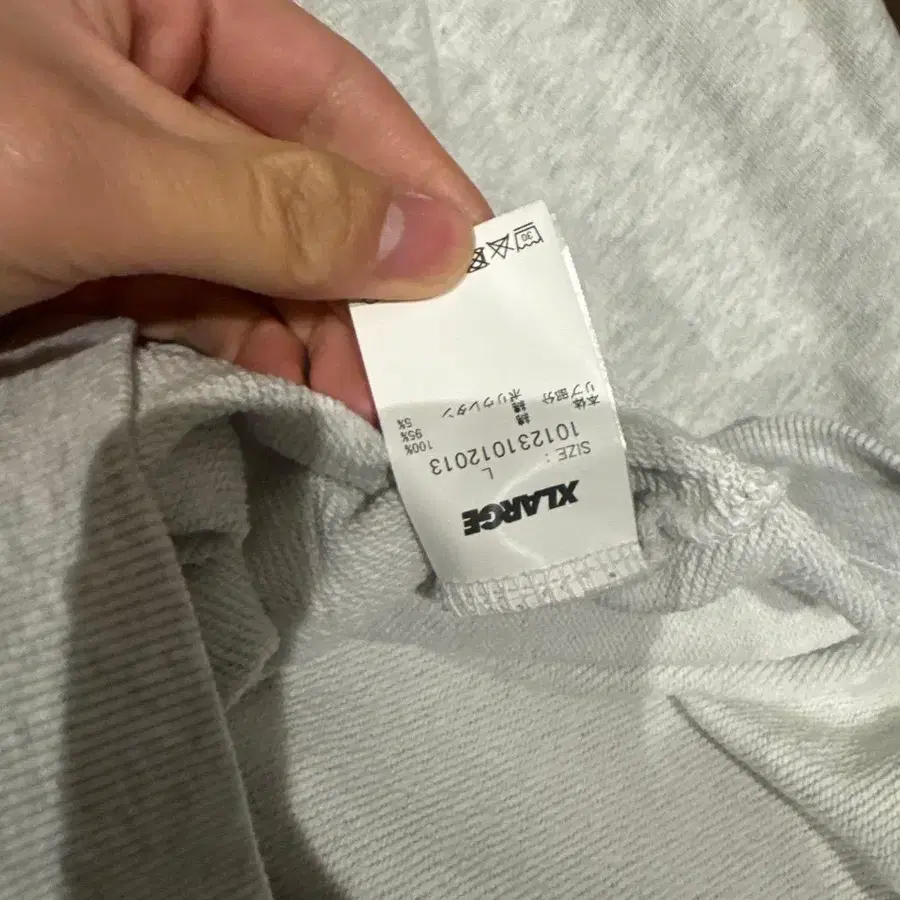 XLARGE
SIZE : L
101231012013
本体 綿 100%
リブ部分 綿 95%
ポリウレタン 5%
30